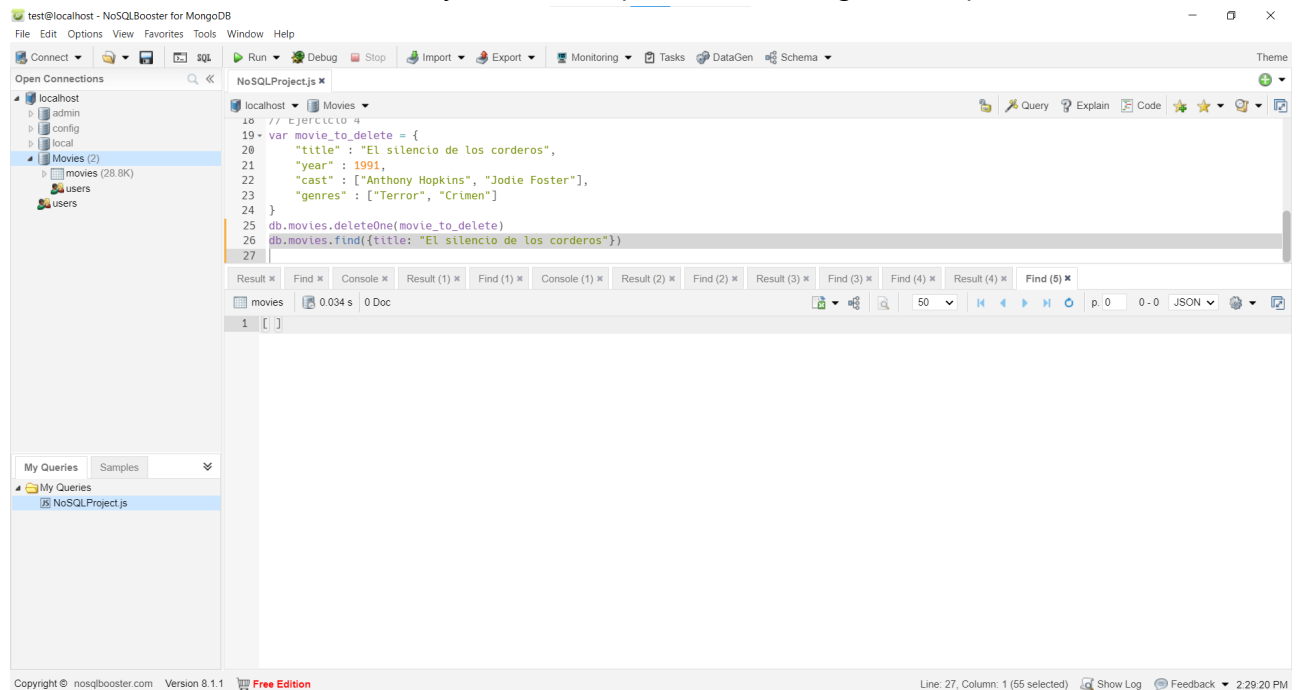 test@localhost - NoSQLBooster for MongoDB
File Edit Options View Favorites Tools Window Help
Connect SQL Run Debug Stop Import Export Monitoring Tasks DataGen Schema Theme
Open Connections
NoSQLProject.js
localhost Movies Query Explain Code
localhost
admin
config
local
Movies (2)
movies (28.8K)
users
users
18 // Ejercicio 4
19 var movie_to_delete = {
20 "title" : "El silencio de los corderos",
21 "year" : 1991,
22 "cast" : ["Anthony Hopkins", "Jodie Foster"],
23 "genres" : ["Terror", "Crimen"]
24 }
25 db.movies.deleteOne(movie_to_delete)
26 db.movies.find({title: "El silencio de los corderos"})
27
Result Find Console Result (1) Find (1) Console (1) Result (2) Find (2) Result (3) Find (3) Find (4) Result (4) Find (5)
movies 0.034 s 0 Doc 50 p. 0 0 - 0 JSON
1 [ ]
My Queries Samples
My Queries
NoSQLProject.js
Copyright © nosqlbooster.com Version 8.1.1 Free Edition Line: 27, Column: 1 (55 selected) Show Log Feedback 2:29:20 PM